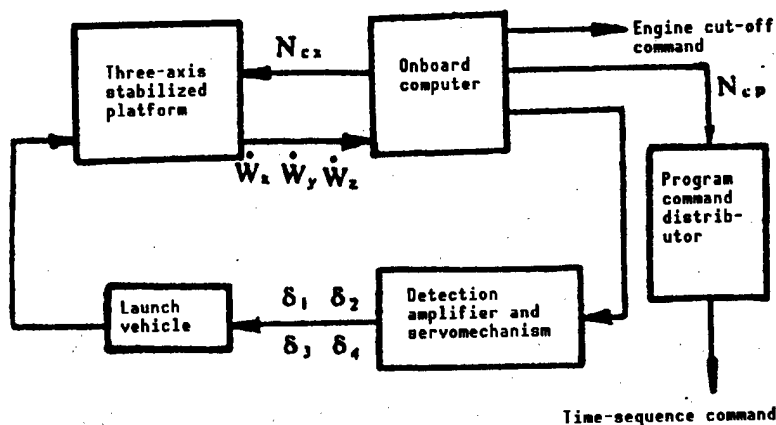 Three-axis
stabilized
platform
N cx
Onboard
computer
Engine cut-off
command
N cp
Ẇx Ẇy Ẇz
Program
command
distrib-
utor
Launch
vehicle
δ1 δ2
δ3 δ4
Detection
amplifier and
servomechanism
Time-sequence command